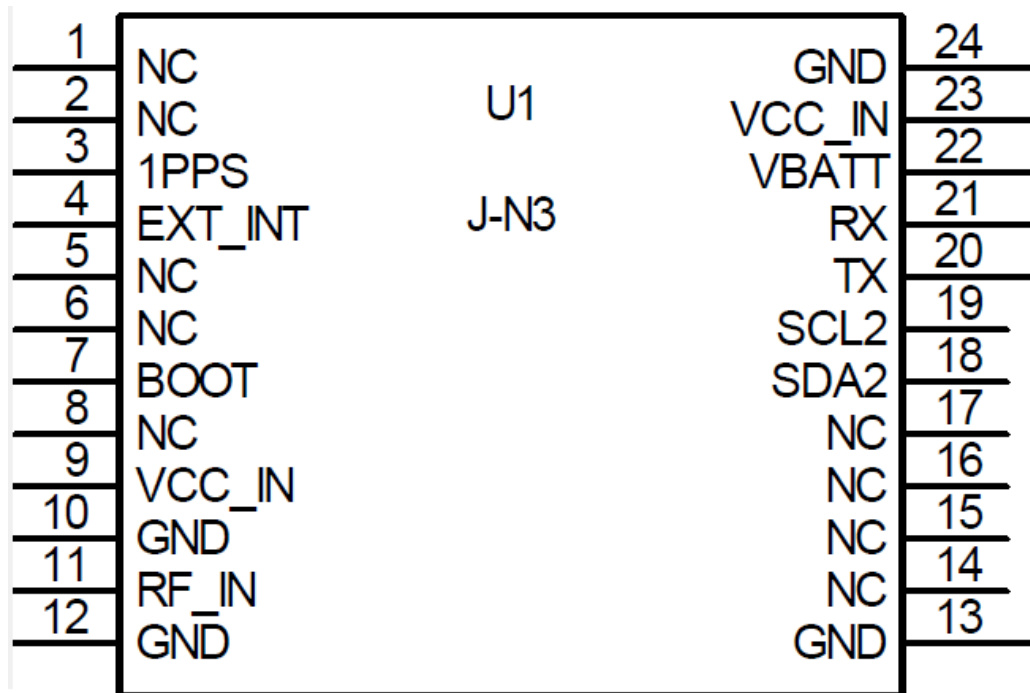 1 NC U1 GND 24
2 NC VCC_IN 23
3 1PPS J-N3 VBATT 22
4 EXT_INT RX 21
5 NC TX 20
6 NC SCL2 19
7 BOOT SDA2 18
8 NC NC 17
9 VCC_IN NC 16
10 GND NC 15
11 RF_IN NC 14
12 GND GND 13